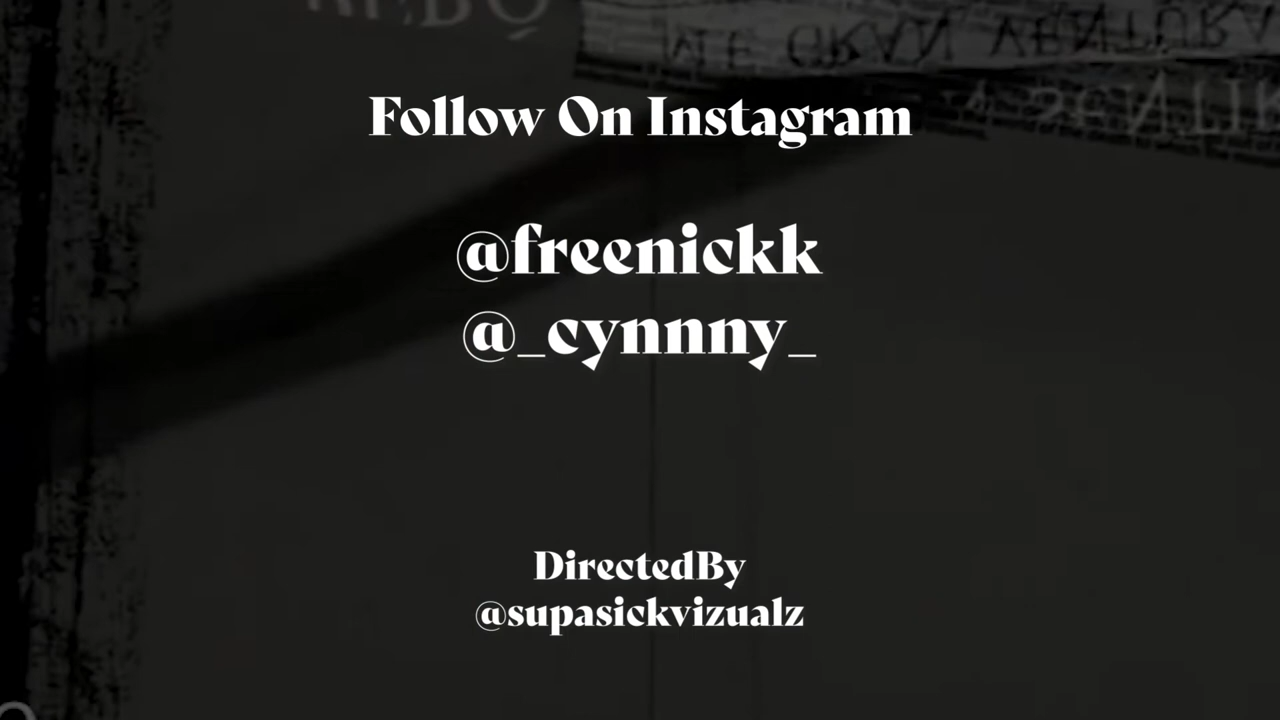 Follow On Instagram
@freenickk
@_cynnny_
DirectedBy
@supasickvizualz